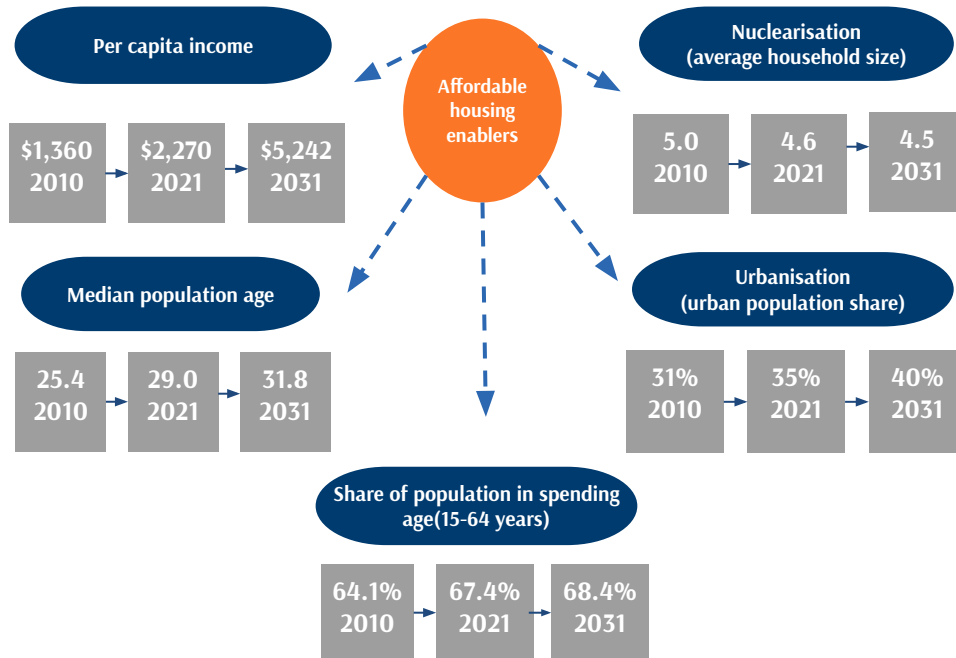 Per capita income
$1,360
2010
$2,270
2021
$5,242
2031
Affordable
housing
enablers
Nuclearisation
(average household size)
5.0
2010
4.6
2021
4.5
2031
Median population age
25.4
2010
29.0
2021
31.8
2031
Urbanisation
(urban population share)
31%
2010
35%
2021
40%
2031
Share of population in spending
age(15-64 years)
64.1%
2010
67.4%
2021
68.4%
2031